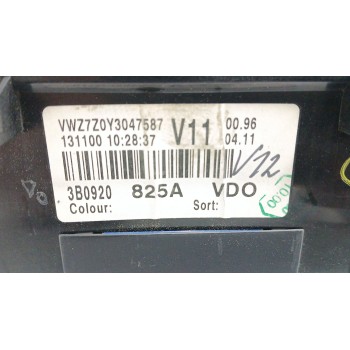 VWZ7Z0Y3047587 V11 00.96
131100 10:28:37 04.11
V12
3B0920 825A VDO
Colour: Sort: